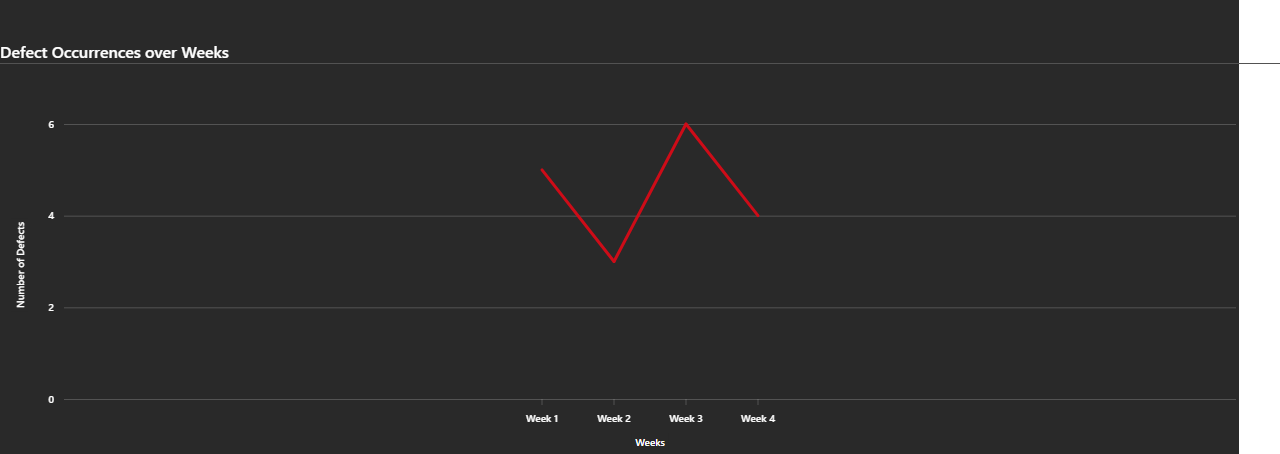 Defect Occurrences over Weeks
6
4
2
0
Number of Defects
Week 1 Week 2 Week 3 Week 4
Weeks